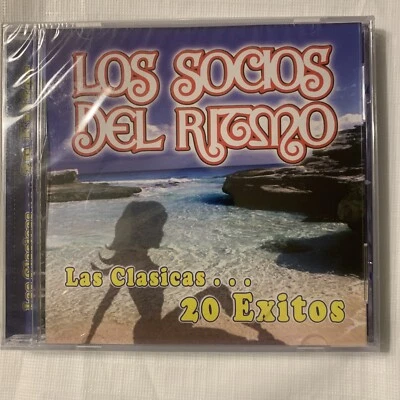 LOS SOCIOS
DEL RITMO
Las Clasicas . . .
20 Exitos